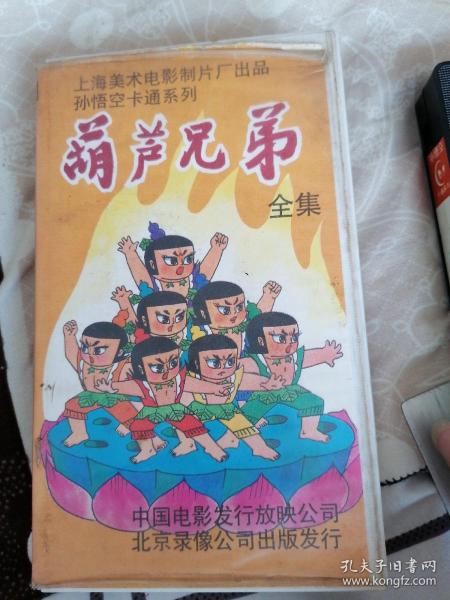 上海美术电影制片厂出品
孙悟空卡通系列
葫芦兄弟
全集
中国电影发行放映公司
北京录像公司出版发行
孔夫子旧书网
www.kongfz.com